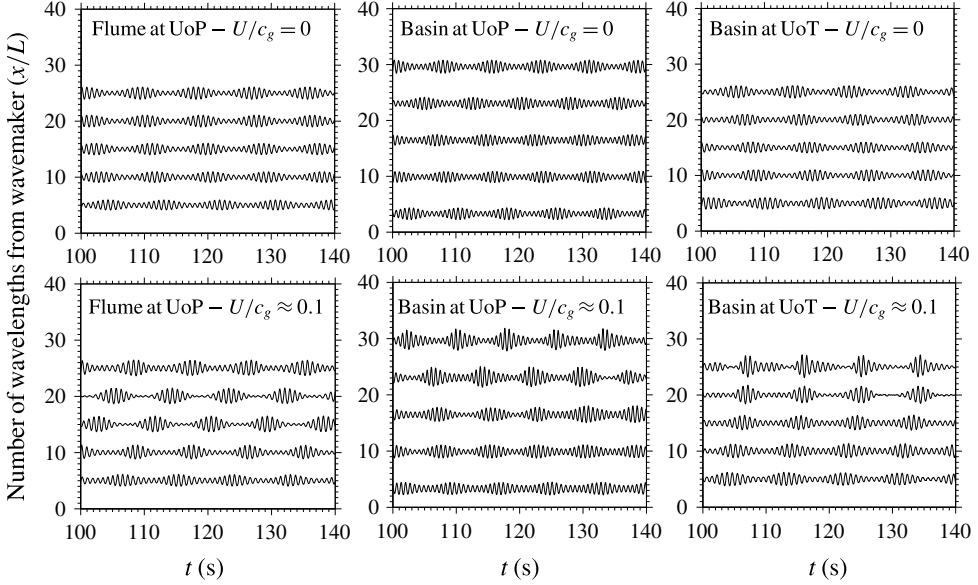 Number of wavelengths from wavemaker (x/L)
Flume at UoP – U/c_g = 0
40
30
20
10
0
100 110 120 130 140
Basin at UoP – U/c_g = 0
40
30
20
10
0
100 110 120 130 140
Basin at UoT – U/c_g = 0
40
30
20
10
0
100 110 120 130 140
Flume at UoP – U/c_g ≈ 0.1
40
30
20
10
0
100 110 120 130 140
t (s)
Basin at UoP – U/c_g ≈ 0.1
40
30
20
10
0
100 110 120 130 140
t (s)
Basin at UoT – U/c_g ≈ 0.1
40
30
20
10
0
100 110 120 130 140
t (s)